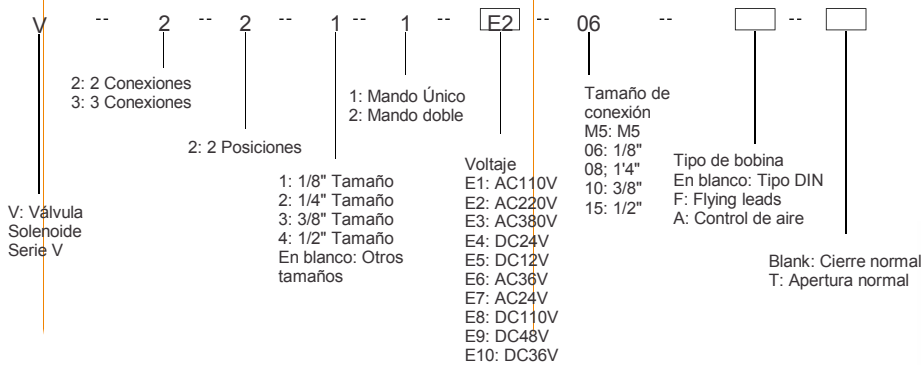 V -- 2 -- 2 -- 1 -- 1 -- E2 -- 06 -- --
2: 2 Conexiones
3: 3 Conexiones
2: 2 Posiciones
1: Mando Único
2: Mando doble
1: 1/8" Tamaño
2: 1/4" Tamaño
3: 3/8" Tamaño
4: 1/2" Tamaño
En blanco: Otros
tamaños
V: Válvula
Solenoide
Serie V
Voltaje
E1: AC110V
E2: AC220V
E3: AC380V
E4: DC24V
E5: DC12V
E6: AC36V
E7: AC24V
E8: DC110V
E9: DC48V
E10: DC36V
Tamaño de
conexión
M5: M5
06: 1/8"
08; 1'4"
10: 3/8"
15: 1/2"
Tipo de bobina
En blanco: Tipo DIN
F: Flying leads
A: Control de aire
Blank: Cierre normal
T: Apertura normal